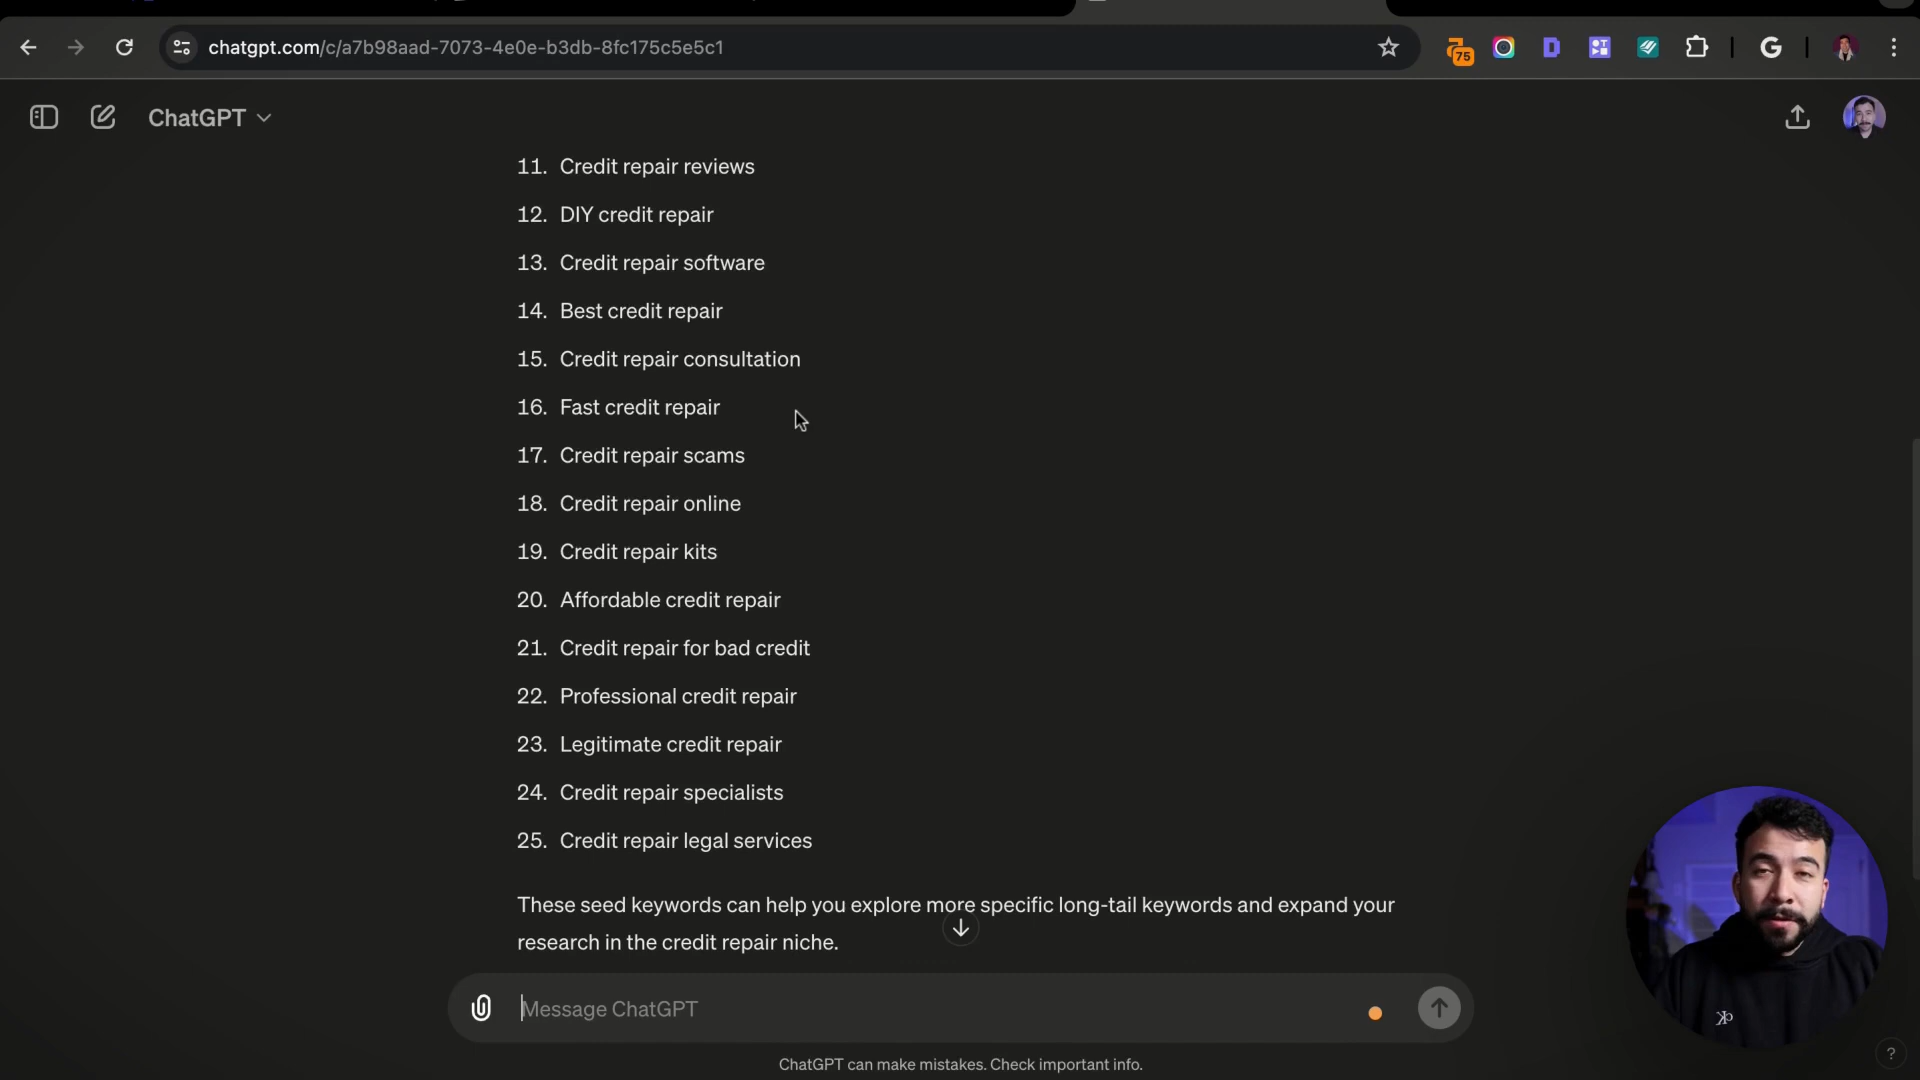 chatgpt.com/c/a7b98aad-7073-4e0e-b3db-8fc175c5e5c1
75
ChatGPT
11. Credit repair reviews
12. DIY credit repair
13. Credit repair software
14. Best credit repair
15. Credit repair consultation
16. Fast credit repair
17. Credit repair scams
18. Credit repair online
19. Credit repair kits
20. Affordable credit repair
21. Credit repair for bad credit
22. Professional credit repair
23. Legitimate credit repair
24. Credit repair specialists
25. Credit repair legal services
These seed keywords can help you explore more specific long-tail keywords and expand your
research in the credit repair niche.
Message ChatGPT
ChatGPT can make mistakes. Check important info.
?